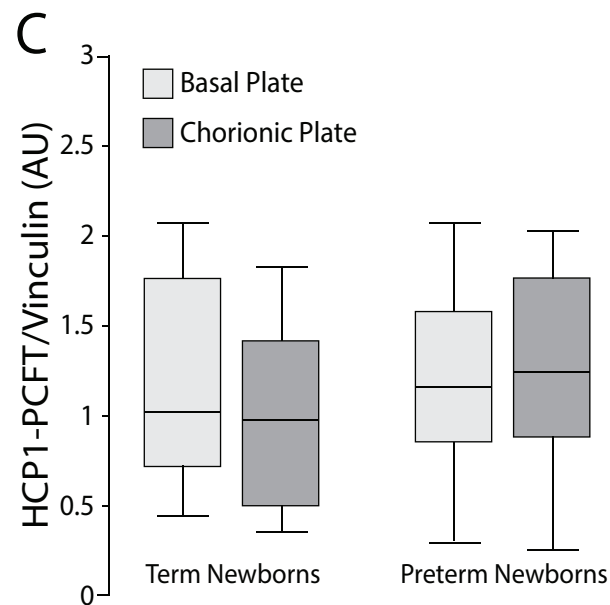 C
3
2.5
2
1.5
1
0.5
0
HCP1-PCFT/Vinculin (AU)
Basal Plate
Chorionic Plate
Term Newborns
Preterm Newborns